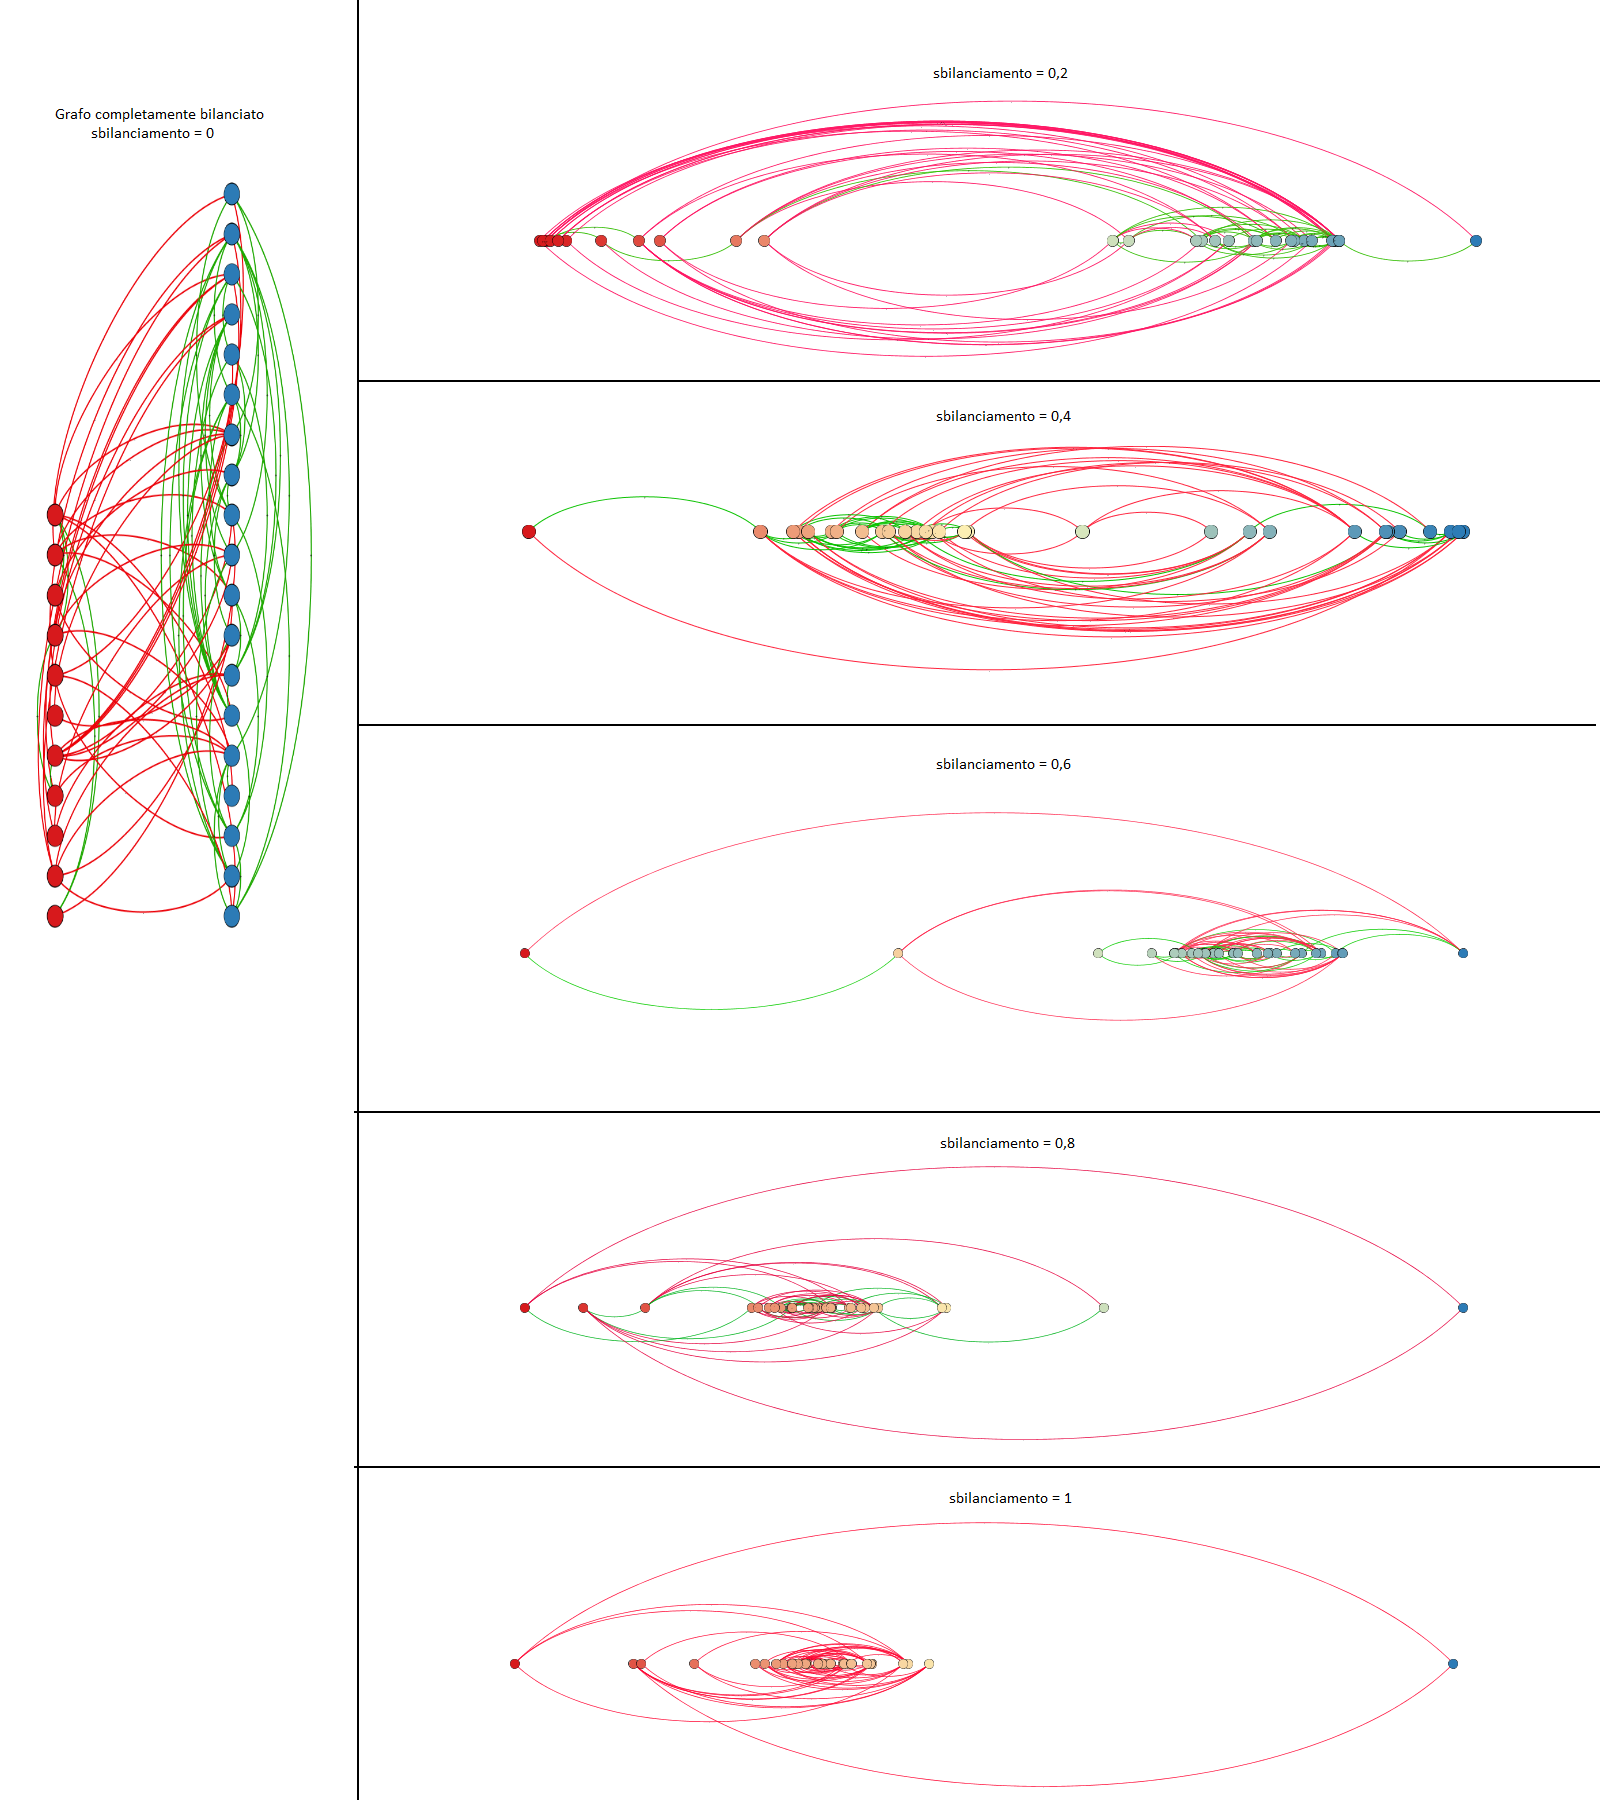 Grafo completamente bilanciato
sbilanciamento = 0
sbilanciamento = 0,2
sbilanciamento = 0,4
sbilanciamento = 0,6
sbilanciamento = 0,8
sbilanciamento = 1